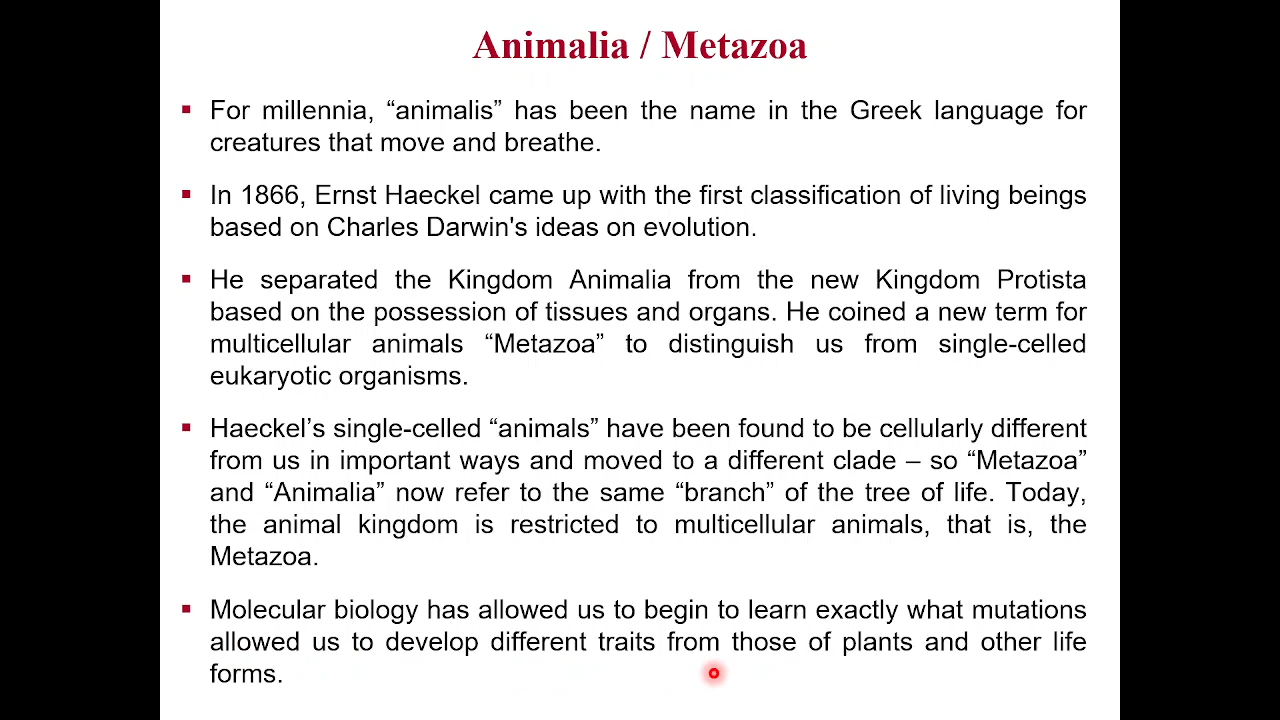 Animalia / Metazoa
▪ For millennia, “animalis” has been the name in the Greek language for
creatures that move and breathe.
▪ In 1866, Ernst Haeckel came up with the first classification of living beings
based on Charles Darwin's ideas on evolution.
▪ He separated the Kingdom Animalia from the new Kingdom Protista
based on the possession of tissues and organs. He coined a new term for
multicellular animals “Metazoa” to distinguish us from single-celled
eukaryotic organisms.
▪ Haeckel’s single-celled “animals” have been found to be cellularly different
from us in important ways and moved to a different clade – so “Metazoa”
and “Animalia” now refer to the same “branch” of the tree of life. Today,
the animal kingdom is restricted to multicellular animals, that is, the
Metazoa.
▪ Molecular biology has allowed us to begin to learn exactly what mutations
allowed us to develop different traits from those of plants and other life
forms.